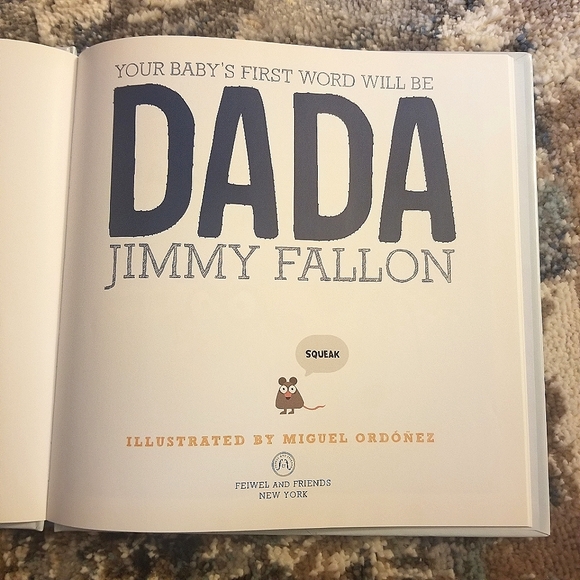 YOUR BABY'S FIRST WORD WILL BE
DADA
JIMMY FALLON
SQUEAK
ILLUSTRATED BY MIGUEL ORDÓÑEZ
FEIWEL AND FRIENDS
NEW YORK